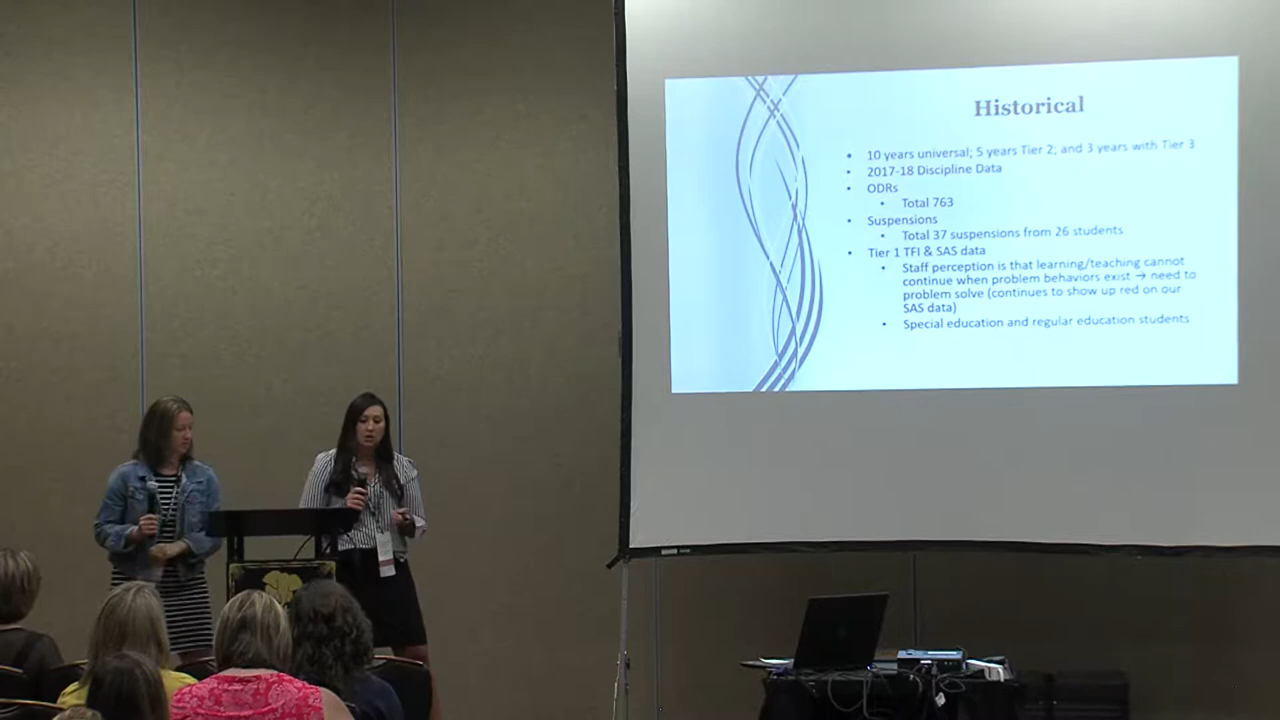 Historical
10 years universal; 5 years Tier 2; and 3 years with Tier 3
2017-18 Discipline Data
ODRs
Total 763
Suspensions
Total 37 suspensions from 26 students
Tier 1 TFI & SAS data
Staff perception is that learning/teaching cannot
continue when problem behaviors exist → need to
problem solve (continues to show up red on our
SAS data)
Special education and regular education students